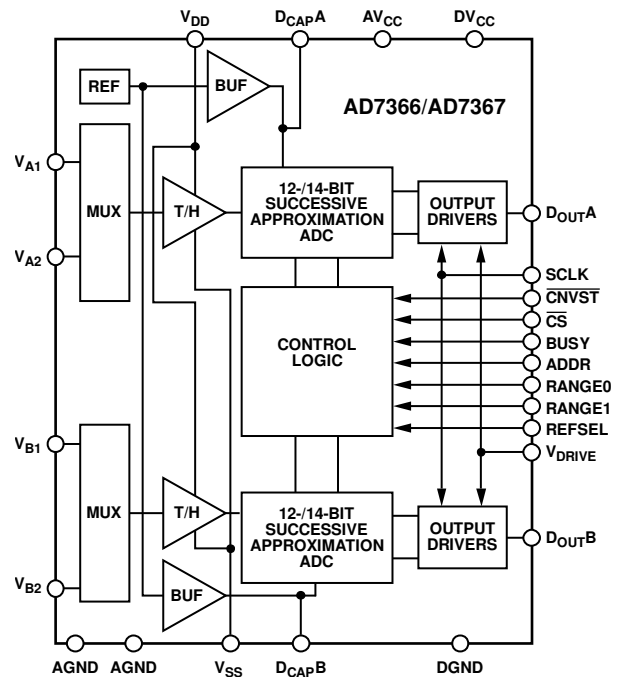 VDD
DCAPA
AVCC
DVCC
REF
BUF
AD7366/AD7367
VA1
MUX
T/H
12-/14-BIT
SUCCESSIVE
APPROXIMATION
ADC
OUTPUT
DRIVERS
DOUTA
VA2
SCLK
CNVST
CS
CONTROL
LOGIC
BUSY
ADDR
RANGE0
RANGE1
REFSEL
VDRIVE
VB1
MUX
T/H
12-/14-BIT
SUCCESSIVE
APPROXIMATION
ADC
OUTPUT
DRIVERS
DOUTB
VB2
BUF
AGND
AGND
VSS
DCAPB
DGND